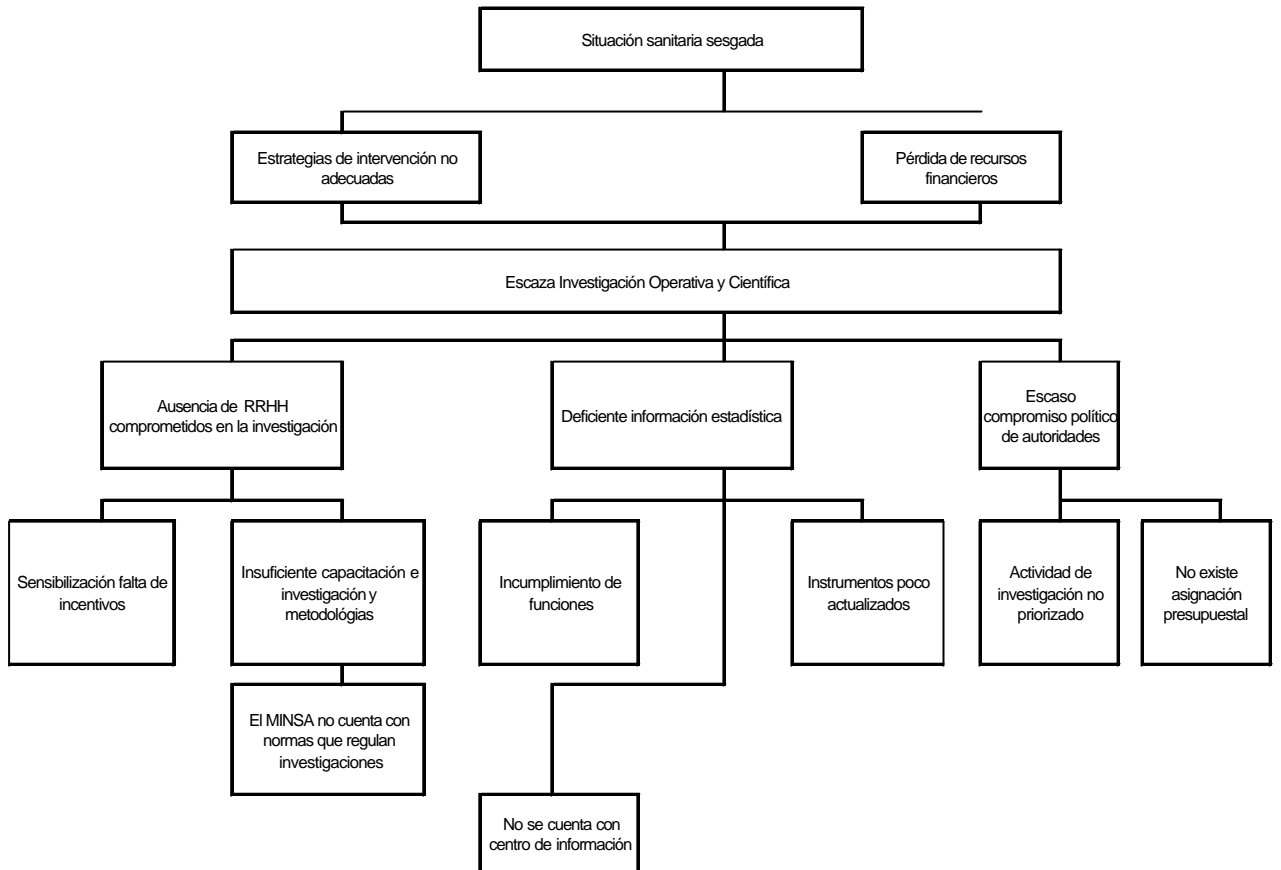 Situación sanitaria sesgada
Estrategias de intervención no
adecuadas
Pérdida de recursos
financieros
Escaza Investigación Operativa y Científica
Ausencia de RRHH
comprometidos en la investigación
Deficiente información estadística
Escaso
compromiso político
de autoridades
Sensibilización falta de
incentivos
Insuficiente capacitación e
investigación y
metodológias
Incumplimiento de
funciones
Instrumentos poco
actualizados
Actividad de
investigación no
priorizado
No existe
asignación
presupuestal
El MINSA no cuenta con
normas que regulan
investigaciones
No se cuenta con
centro de información